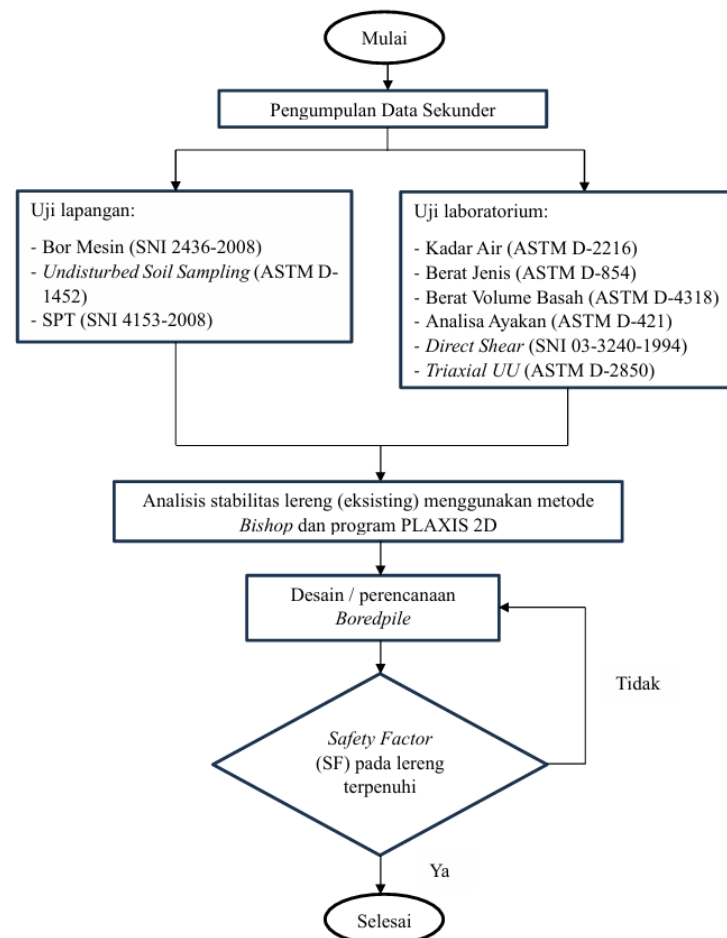 Mulai
Pengumpulan Data Sekunder
Uji lapangan:
- Bor Mesin (SNI 2436-2008)
- Undisturbed Soil Sampling (ASTM D-
1452)
- SPT (SNI 4153-2008)
Uji laboratorium:
- Kadar Air (ASTM D-2216)
- Berat Jenis (ASTM D-854)
- Berat Volume Basah (ASTM D-4318)
- Analisa Ayakan (ASTM D-421)
- Direct Shear (SNI 03-3240-1994)
- Triaxial UU (ASTM D-2850)
Analisis stabilitas lereng (eksisting) menggunakan metode
Bishop dan program PLAXIS 2D
Desain / perencanaan
Boredpile
Tidak
Safety Factor
(SF) pada lereng
terpenuhi
Ya
Selesai